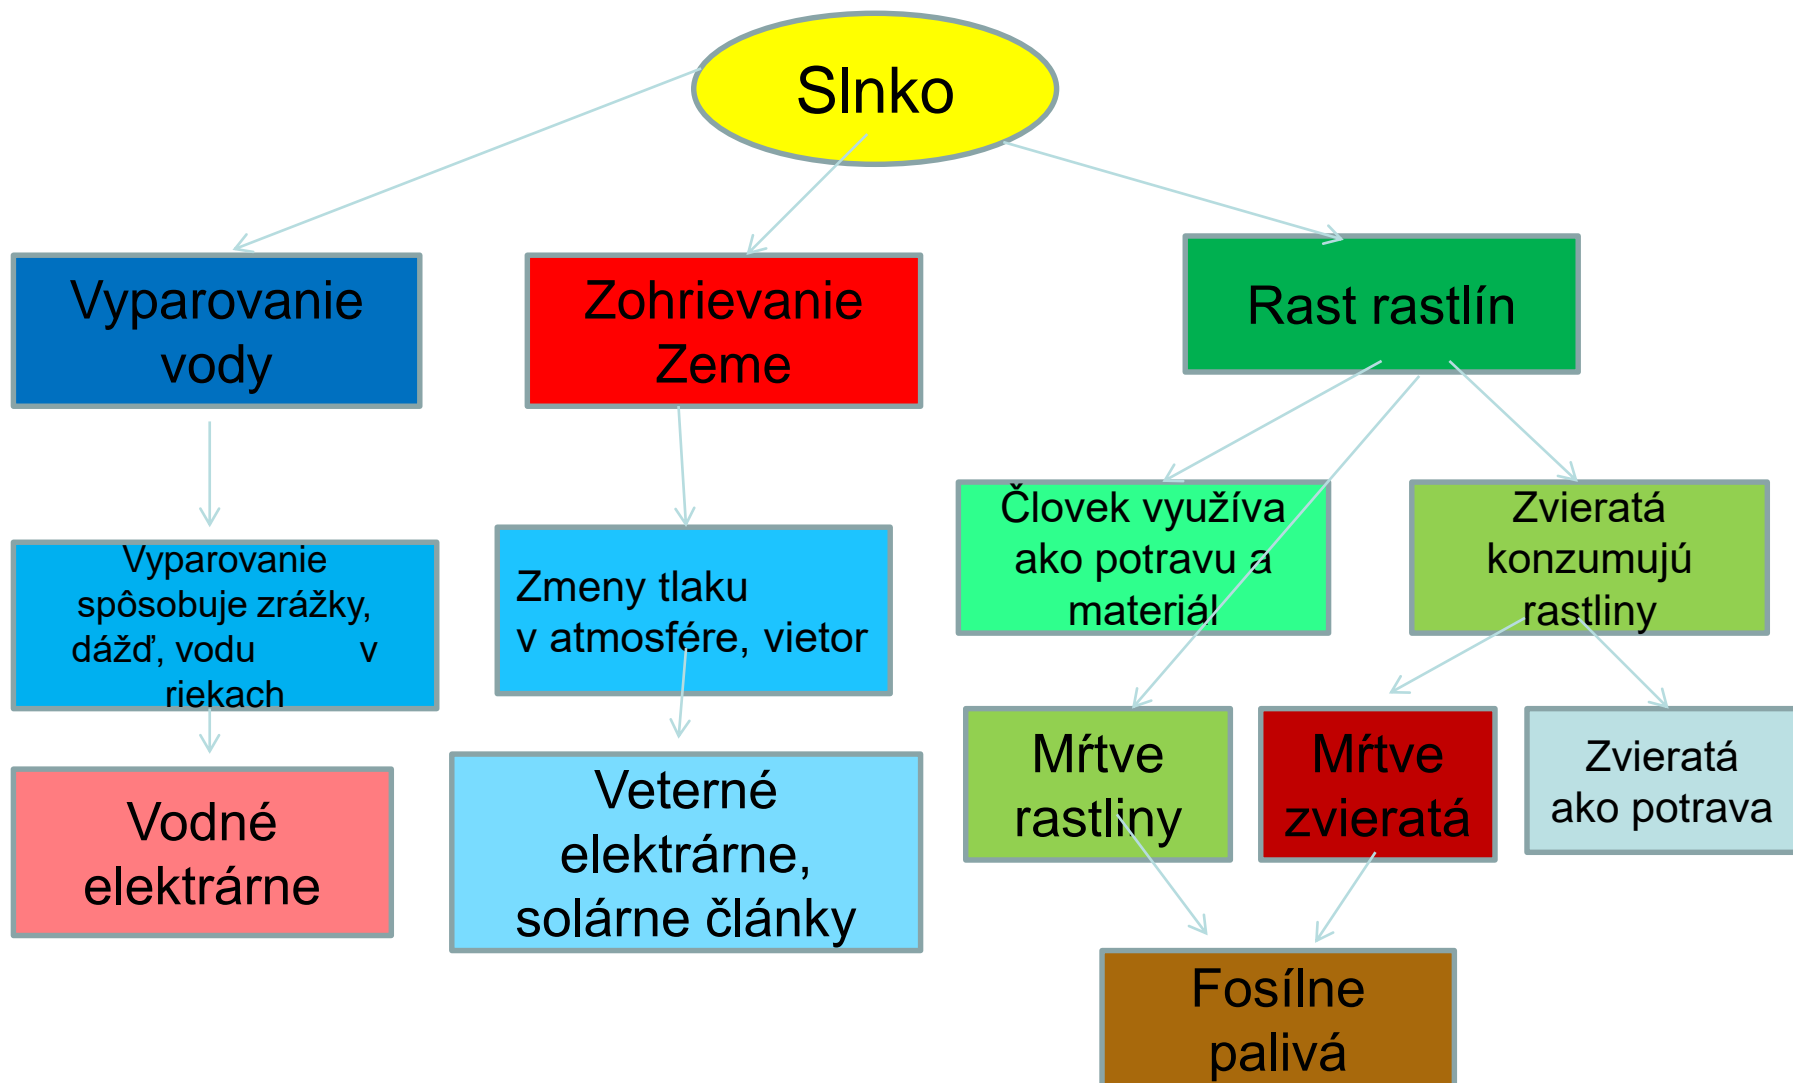 Slnko
Vyparovanie
vody
Zohrievanie
Zeme
Rast rastlín
Vyparovanie
spôsobuje zrážky,
dážď, vodu v
riekach
Zmeny tlaku
v atmosfére, vietor
Človek využíva
ako potravu a
materiál
Zvieratá
konzumujú
rastliny
Vodné
elektrárne
Veterné
elektrárne,
solárne články
Mŕtve
rastliny
Mŕtve
zvieratá
Zvieratá
ako potrava
Fosílne
palivá